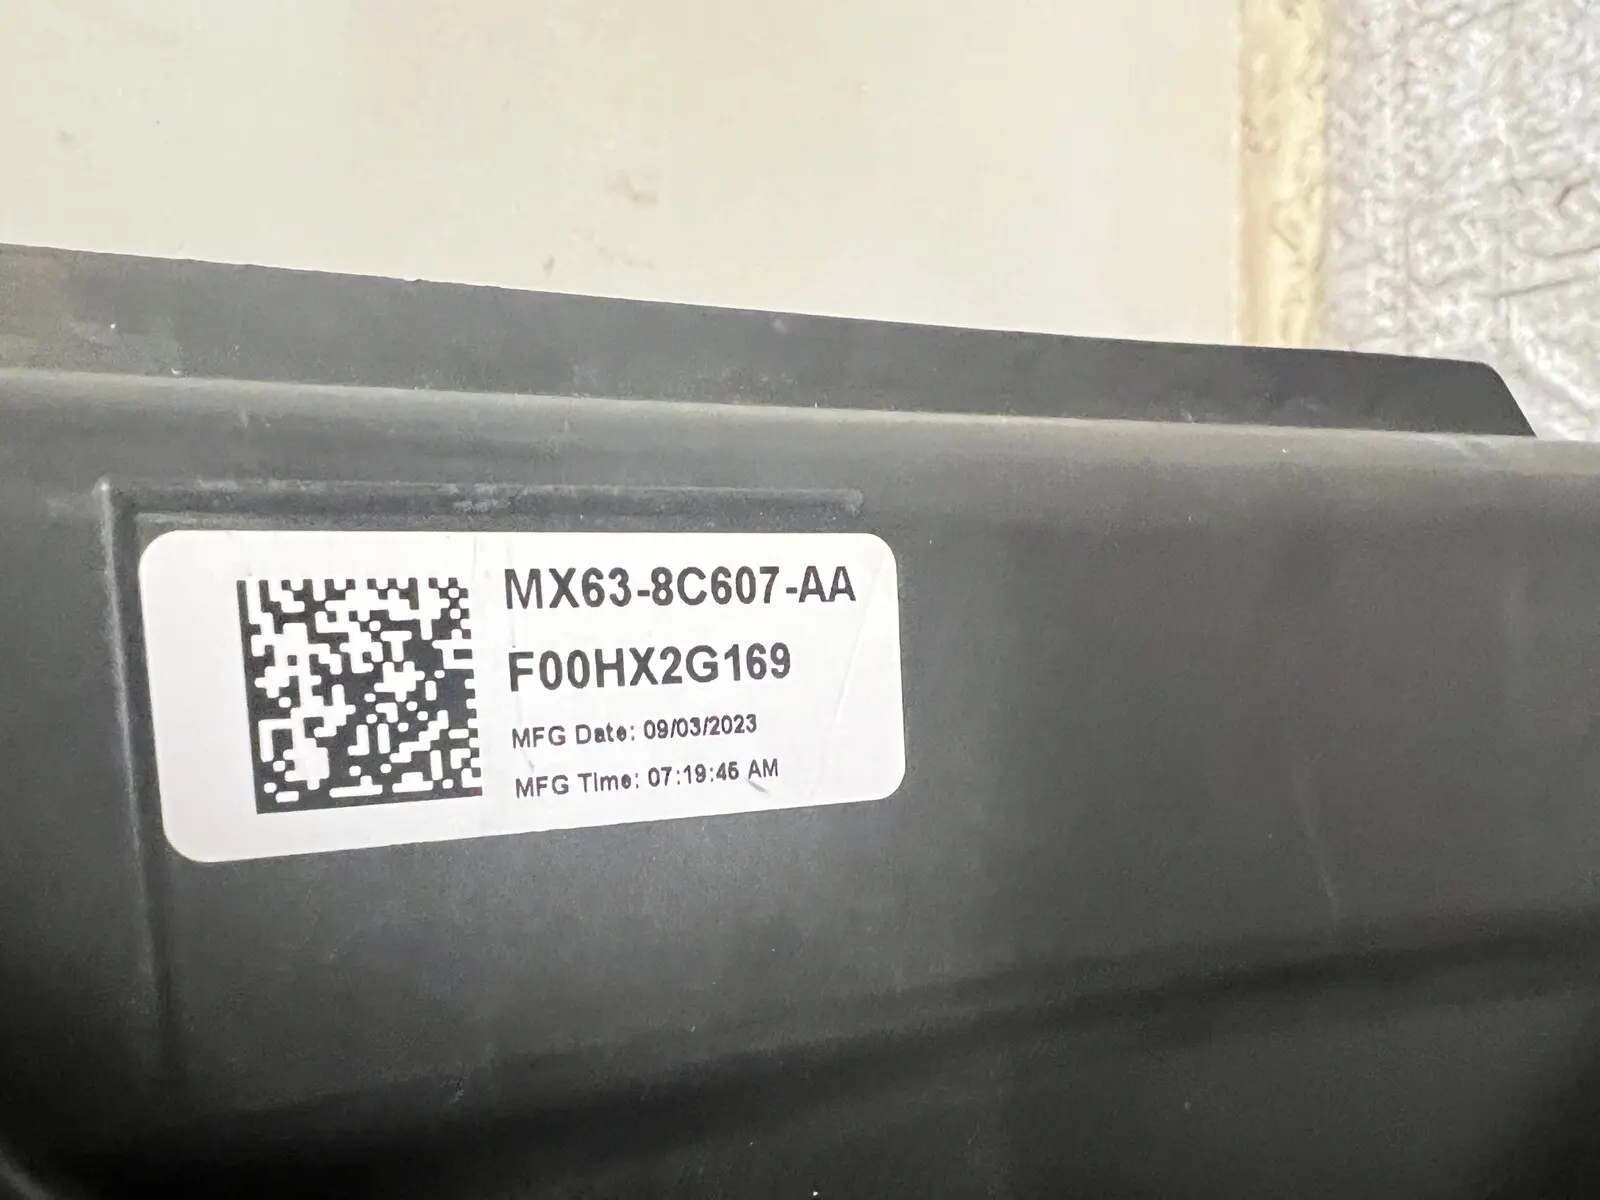 MX63-8C607-AA
F00HX2G169
MFG Date: 09/03/2023
MFG Time: 07:19:45 AM